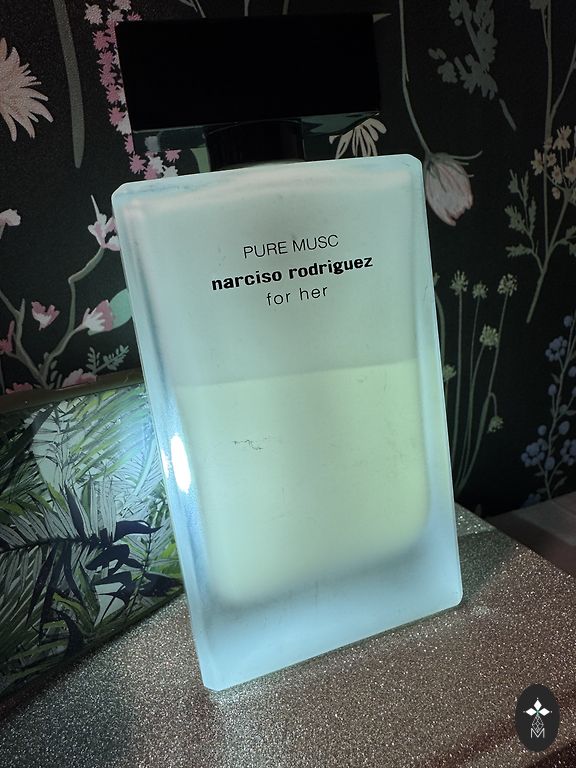 PURE MUSC
narciso rodriguez
for her
M